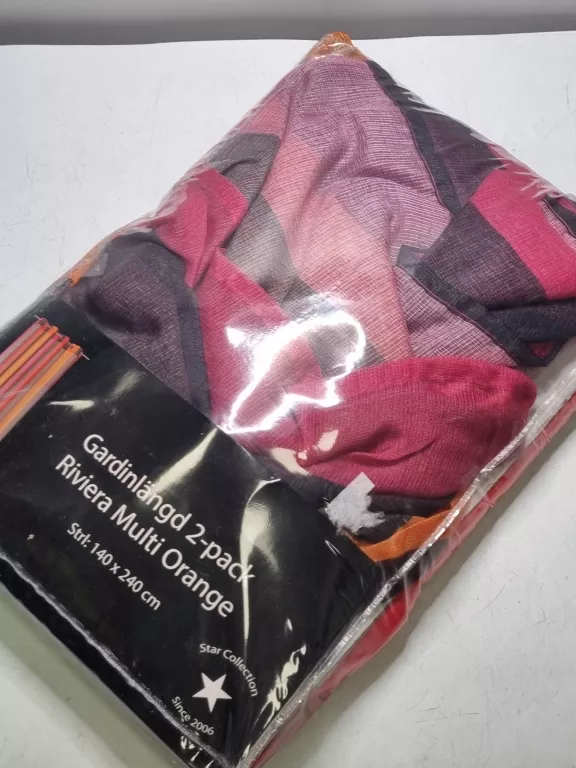 Gardinlängd 2-pack
Riviera Multi Orange
Strl: 140 x 240 cm
Star Collection
Since 2006